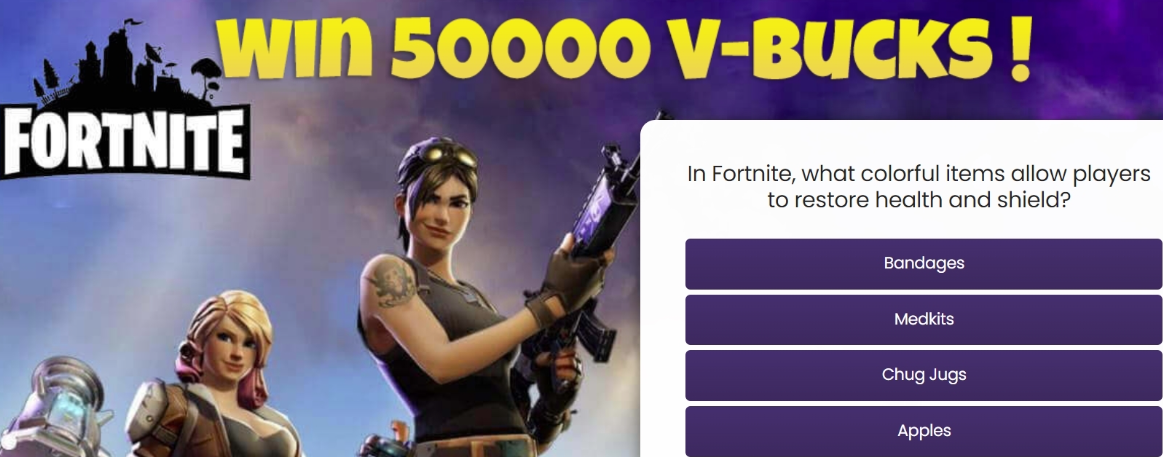 WIN 50000 V-BUCKS !
FORTNITE
In Fortnite, what colorful items allow players
to restore health and shield?
Bandages
Medkits
Chug Jugs
Apples